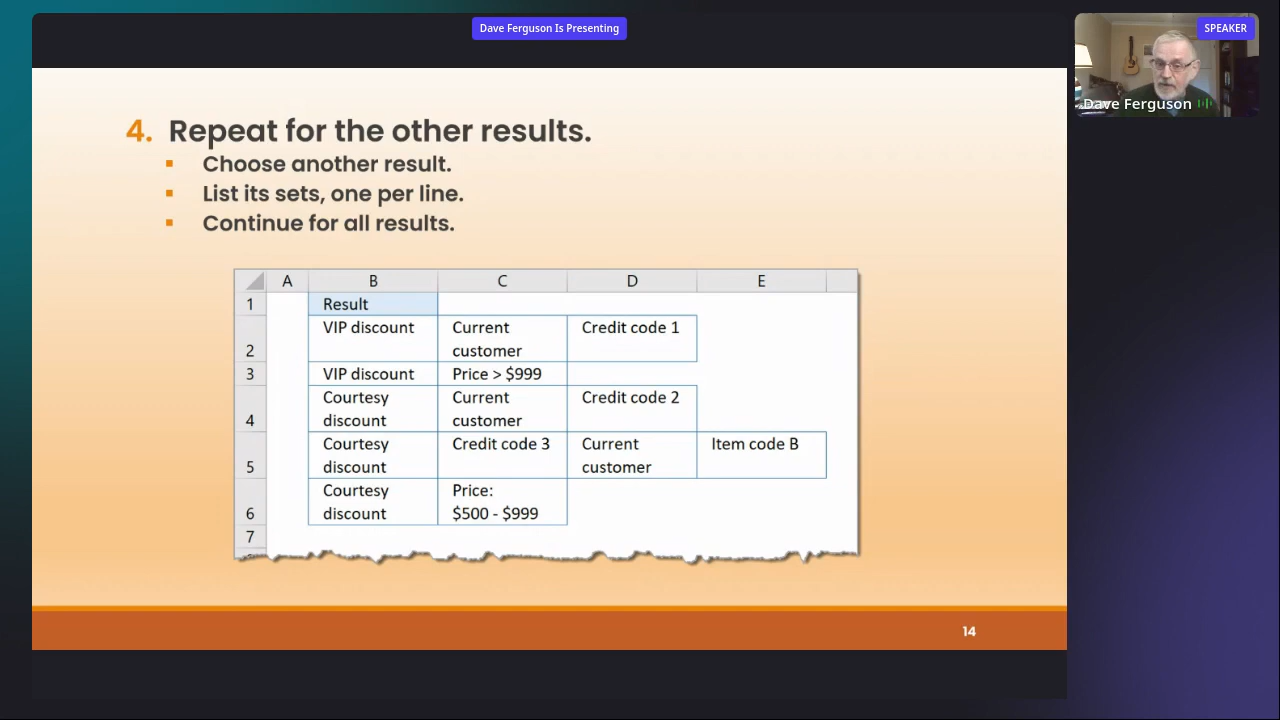 Dave Ferguson Is Presenting
SPEAKER
Dave Ferguson
4. Repeat for the other results.
▪ Choose another result.
▪ List its sets, one per line.
▪ Continue for all results.
A B C D E
1 Result
2 VIP discount Current customer Credit code 1
3 VIP discount Price > $999
4 Courtesy discount Current customer Credit code 2
5 Courtesy discount Credit code 3 Current customer Item code B
6 Courtesy discount Price: $500 - $999
7
14